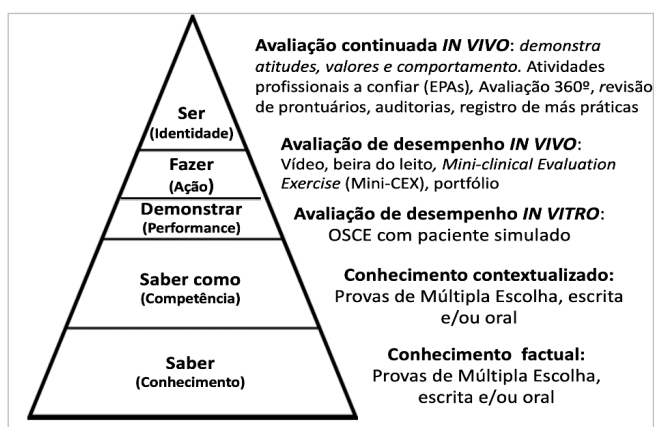 Avaliação continuada IN VIVO: demonstra
atitudes, valores e comportamento. Atividades
profissionais a confiar (EPAs), Avaliação 360º, revisão
de prontuários, auditorias, registro de más práticas
Ser
(Identidade)
Avaliação de desempenho IN VIVO:
Vídeo, beira do leito, Mini-clinical Evaluation
Exercise (Mini-CEX), portfólio
Fazer
(Ação)
Avaliação de desempenho IN VITRO:
OSCE com paciente simulado
Demonstrar
(Performance)
Conhecimento contextualizado:
Provas de Múltipla Escolha, escrita
e/ou oral
Saber como
(Competência)
Conhecimento factual:
Provas de Múltipla Escolha,
escrita e/ou oral
Saber
(Conhecimento)